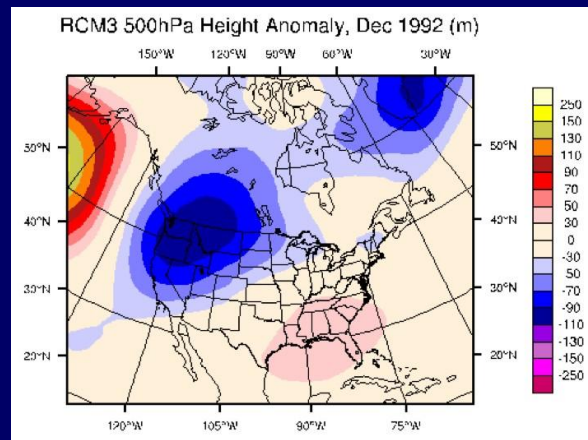 RCM3 500hPa Height Anomaly, Dec 1992 (m)
150°W 120°W 90°W 60°W 30°W
50°N 50°N
40°N 40°N
30°N 30°N
20°N 20°N
120°W 105°W 90°W 75°W
250
150
130
110
90
70
50
30
0
-30
50
-70
-90
-110
-130
-150
-250